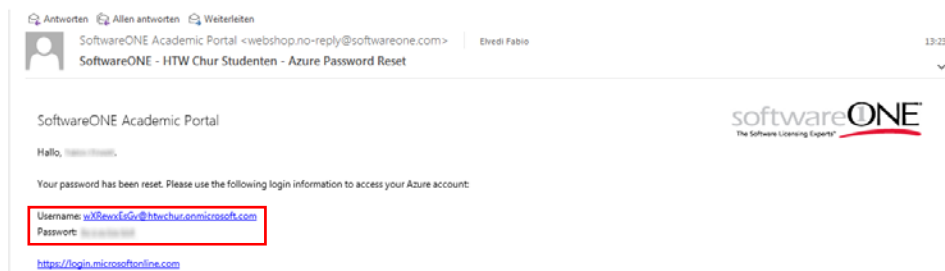 Antworten Allen antworten Weiterleiten
SoftwareONE Academic Portal <webshop.no-reply@softwareone.com> Elvedi Fabio 13:23
SoftwareONE - HTW Chur Studenten - Azure Password Reset
SoftwareONE Academic Portal
softwareONE
The Software Licensing Experts
Hallo,
Your password has been reset. Please use the following login information to access your Azure account:
Username: wXRewxEsGv@htwchur.onmicrosoft.com
Passwort:
https://login.microsoftonline.com